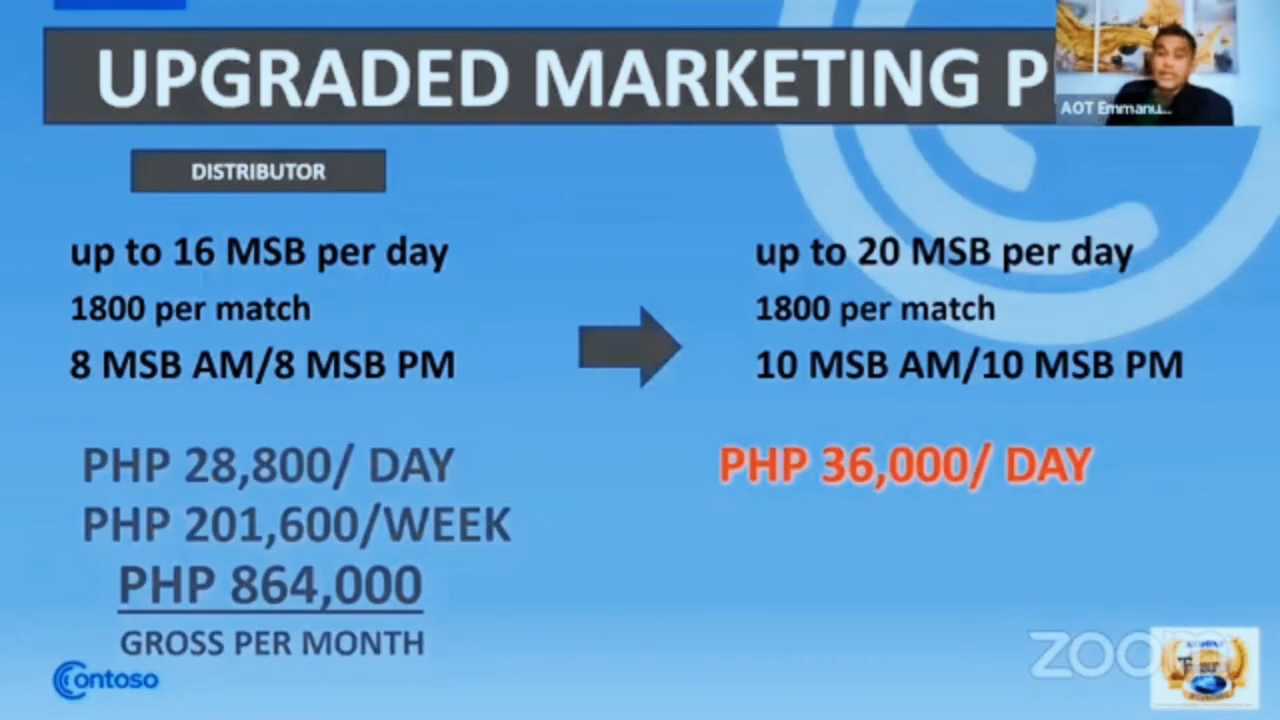 UPGRADED MARKETING P
AOT Emmanu...
DISTRIBUTOR
up to 16 MSB per day
1800 per match
8 MSB AM/8 MSB PM
up to 20 MSB per day
1800 per match
10 MSB AM/10 MSB PM
PHP 28,800/ DAY
PHP 201,600/WEEK
PHP 864,000
GROSS PER MONTH
PHP 36,000/ DAY
Contoso
zoom